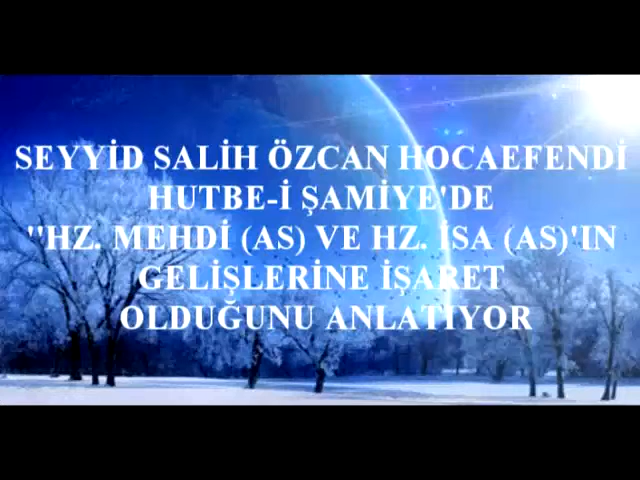 SEYYİD SALİH ÖZCAN HOCAEFENDİ
HUTBE-İ ŞAMİYE'DE
"HZ. MEHDİ (AS) VE HZ. İSA (AS)'IN
GELİŞLERİNE İŞARET
OLDUĞUNU ANLATIYOR